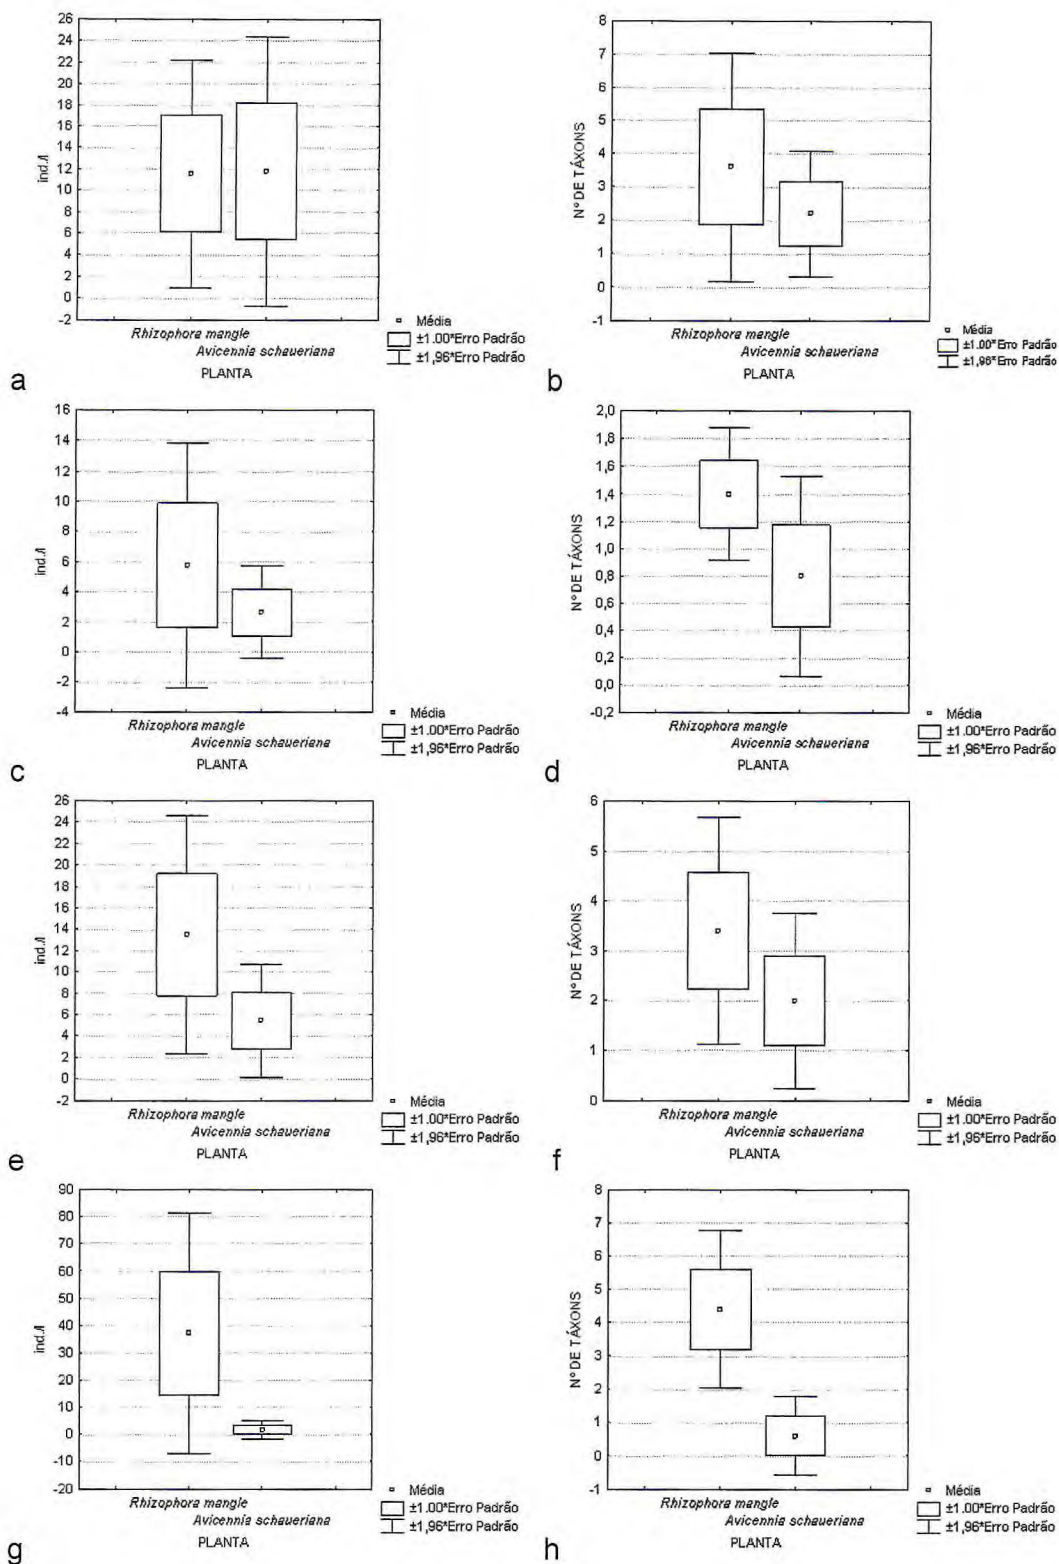 26
24
22
20
18
16
14
12
10
8
6
4
2
0
-2
ind./l
Rhizophora mangle
Avicennia schaueriana
PLANTA
Média
±1.00*Erro Padrão
±1,96*Erro Padrão
a
8
7
6
5
4
3
2
1
0
-1
N° DE TÁXONS
Rhizophora mangle
Avicennia schaueriana
PLANTA
Média
±1.00*Erro Padrão
±1,96*Erro Padrão
b
16
14
12
10
8
6
4
2
0
-2
-4
ind./l
Rhizophora mangle
Avicennia schaueriana
PLANTA
Média
±1.00*Erro Padrão
±1,96*Erro Padrão
c
2,0
1,8
1,6
1,4
1,2
1,0
0,8
0,6
0,4
0,2
0,0
-0,2
N° DE TÁXONS
Rhizophora mangle
Avicennia schaueriana
PLANTA
Média
±1.00*Erro Padrão
±1,96*Erro Padrão
d
26
24
22
20
18
16
14
12
10
8
6
4
2
0
-2
ind./l
Rhizophora mangle
Avicennia schaueriana
PLANTA
Média
±1.00*Erro Padrão
±1,96*Erro Padrão
e
6
5
4
3
2
1
0
N° DE TÁXONS
Rhizophora mangle
Avicennia schaueriana
PLANTA
Média
±1.00*Erro Padrão
±1,96*Erro Padrão
f
90
80
70
60
50
40
30
20
10
0
-10
-20
ind./l
Rhizophora mangle
Avicennia schaueriana
PLANTA
Média
±1.00*Erro Padrão
±1,96*Erro Padrão
g
8
7
6
5
4
3
2
1
0
-1
N° DE TÁXONS
Rhizophora mangle
Avicennia schaueriana
PLANTA
Média
±1.00*Erro Padrão
±1,96*Erro Padrão
h